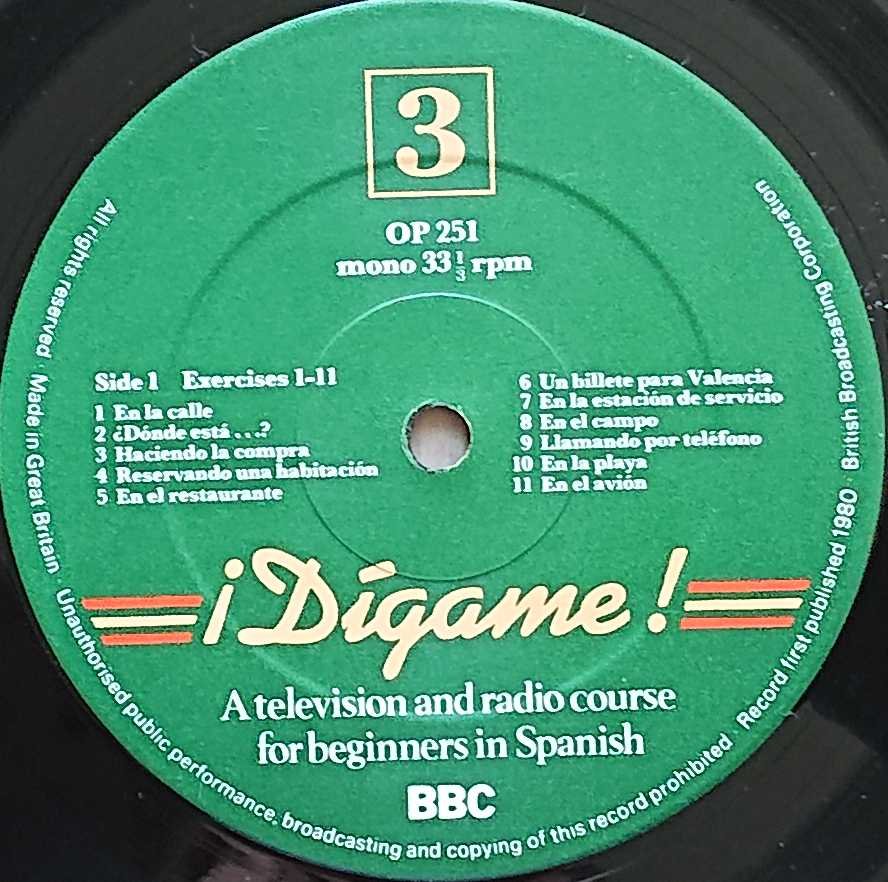 3
OP 251
mono 33⅓ rpm
Side 1 Exercises 1-11
1 En la calle
2 ¿Dónde está...?
3 Haciendo la compra
4 Reservando una habitación
5 En el restaurante
6 Un billete para Valencia
7 En la estación de servicio
8 En el campo
9 Llamando por teléfono
10 En la playa
11 En el avión
¡Dígame!
A television and radio course
for beginners in Spanish
BBC
All rights reserved · Made in Great Britain · Unauthorised public performance, broadcasting and copying of this record prohibited · Record first published 1980 · British Broadcasting Corporation